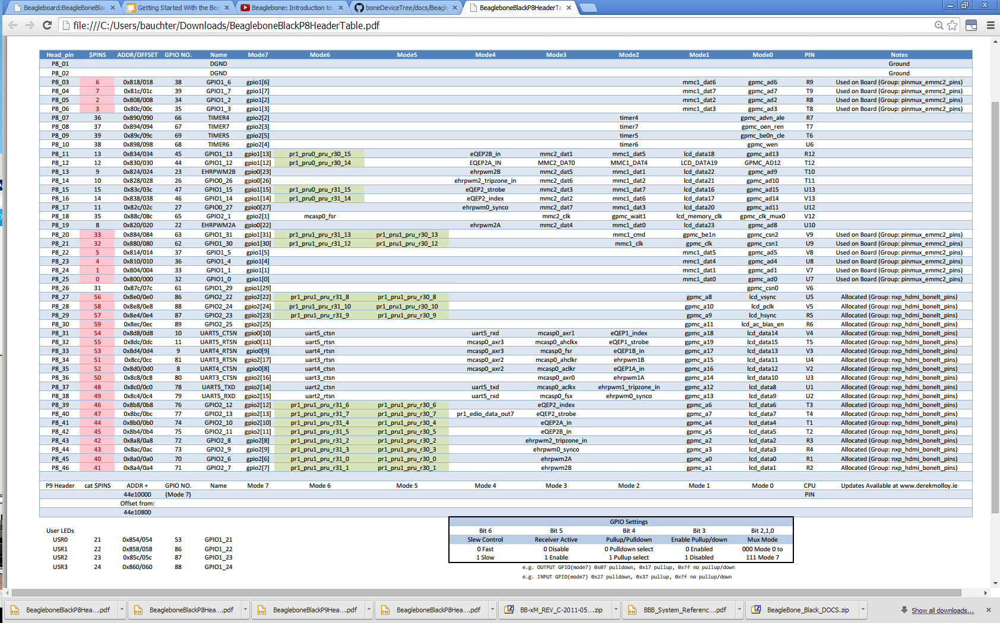 Beagleboard:BeagleBoneBlac
Getting Started With the Bea
Beaglebone: Introduction to
boneDeviceTree/docs/Beagle
BeagleboneBlackP8HeaderTa
file:///C:/Users/bauchter/Downloads/BeagleboneBlackP8HeaderTable.pdf
Head_pin $PINS ADDR/OFFSET GPIO NO. Name Mode7 Mode6 Mode5 Mode4 Mode3 Mode2 Mode1 Mode0 PIN Notes
P8_01 DGND Ground
P8_02 DGND Ground
P8_03 6 0x818/018 38 GPIO1_6 gpio1[6] mmc1_dat6 gpmc_ad6 R9 Used on Board (Group: pinmux_emmc2_pins)
P8_04 7 0x81c/01c 39 GPIO1_7 gpio1[7] mmc1_dat7 gpmc_ad7 T9 Used on Board (Group: pinmux_emmc2_pins)
P8_05 2 0x808/008 34 GPIO1_2 gpio1[2] mmc1_dat2 gpmc_ad2 R8 Used on Board (Group: pinmux_emmc2_pins)
P8_06 3 0x80c/00c 35 GPIO1_3 gpio1[3] mmc1_dat3 gpmc_ad3 T8 Used on Board (Group: pinmux_emmc2_pins)
P8_07 36 0x890/090 66 TIMER4 gpio2[2] timer4 gpmc_advn_ale R7
P8_08 37 0x894/094 67 TIMER7 gpio2[3] timer7 gpmc_oen_ren T7
P8_09 39 0x89c/09c 69 TIMER5 gpio2[5] timer5 gpmc_be0n_cle T6
P8_10 38 0x898/098 68 TIMER6 gpio2[4] timer6 gpmc_wen U6
P8_11 13 0x834/034 45 GPIO1_13 gpio1[13] pr1_pru0_pru_r30_15 eQEP2B_in mmc2_dat1 mmc1_dat5 lcd_data18 gpmc_ad13 R12
P8_12 12 0x830/030 44 GPIO1_12 gpio1[12] pr1_pru0_pru_r30_14 EQEP2A_IN MMC2_DAT0 MMC1_DAT4 LCD_DATA19 GPMC_AD12 T12
P8_13 9 0x824/024 23 EHRPWM2B gpio0[23] ehrpwm2B mmc2_dat5 mmc1_dat1 lcd_data22 gpmc_ad9 T10
P8_14 10 0x828/028 26 GPIO0_26 gpio0[26] ehrpwm2_tripzone_in mmc2_dat6 mmc1_dat2 lcd_data21 gpmc_ad10 T11
P8_15 15 0x83c/03c 47 GPIO1_15 gpio1[15] pr1_pru0_pru_r31_15 eQEP2_strobe mmc2_dat3 mmc1_dat7 lcd_data16 gpmc_ad15 U13
P8_16 14 0x838/038 46 GPIO1_14 gpio1[14] pr1_pru0_pru_r31_14 eQEP2_index mmc2_dat2 mmc1_dat6 lcd_data17 gpmc_ad14 V13
P8_17 11 0x82c/02c 27 GPIO0_27 gpio0[27] ehrpwm0_synco mmc2_dat7 mmc1_dat3 lcd_data20 gpmc_ad11 U12
P8_18 35 0x88c/08c 65 GPIO2_1 gpio2[1] mcasp0_fsr mmc2_clk gpmc_wait1 lcd_memory_clk gpmc_clk_mux0 V12
P8_19 8 0x820/020 22 EHRPWM2A gpio0[22] ehrpwm2A mmc2_dat4 mmc1_dat0 lcd_data23 gpmc_ad8 U10
P8_20 33 0x884/084 63 GPIO1_31 gpio1[31] pr1_pru1_pru_r31_13 pr1_pru1_pru_r30_13 mmc1_cmd gpmc_be1n gpmc_csn2 V9 Used on Board (Group: pinmux_emmc2_pins)
P8_21 32 0x880/080 62 GPIO1_30 gpio1[30] pr1_pru1_pru_r31_12 pr1_pru1_pru_r30_12 mmc1_clk gpmc_clk gpmc_csn1 U9 Used on Board (Group: pinmux_emmc2_pins)
P8_22 5 0x814/014 37 GPIO1_5 gpio1[5] mmc1_dat5 gpmc_ad5 V8 Used on Board (Group: pinmux_emmc2_pins)
P8_23 4 0x810/010 36 GPIO1_4 gpio1[4] mmc1_dat4 gpmc_ad4 U8 Used on Board (Group: pinmux_emmc2_pins)
P8_24 1 0x804/004 33 GPIO1_1 gpio1[1] mmc1_dat1 gpmc_ad1 V7 Used on Board (Group: pinmux_emmc2_pins)
P8_25 0 0x800/000 32 GPIO1_0 gpio1[0] mmc1_dat0 gpmc_ad0 U7 Used on Board (Group: pinmux_emmc2_pins)
P8_26 31 0x87c/07c 61 GPIO1_29 gpio1[29] gpmc_csn0 V6
P8_27 56 0x8e0/0e0 86 GPIO2_22 gpio2[22] pr1_pru1_pru_r31_8 pr1_pru1_pru_r30_8 gpmc_a8 lcd_vsync U5 Allocated (Group: nxp_hdmi_bonelt_pins)
P8_28 58 0x8e8/0e8 88 GPIO2_24 gpio2[24] pr1_pru1_pru_r31_10 pr1_pru1_pru_r30_10 gpmc_a10 lcd_pclk V5 Allocated (Group: nxp_hdmi_bonelt_pins)
P8_29 57 0x8e4/0e4 87 GPIO2_23 gpio2[23] pr1_pru1_pru_r31_9 pr1_pru1_pru_r30_9 gpmc_a9 lcd_hsync R5 Allocated (Group: nxp_hdmi_bonelt_pins)
P8_30 59 0x8ec/0ec 89 GPIO2_25 gpio2[25] gpmc_a11 lcd_ac_bias_en R6 Allocated (Group: nxp_hdmi_bonelt_pins)
P8_31 54 0x8d8/0d8 10 UART5_CTSN gpio0[10] uart5_ctsn uart5_rxd mcasp0_axr1 eQEP1_index gpmc_a18 lcd_data14 V4 Allocated (Group: nxp_hdmi_bonelt_pins)
P8_32 55 0x8dc/0dc 11 UART5_RTSN gpio0[11] uart5_rtsn mcasp0_axr3 mcasp0_ahclkx eQEP1_strobe gpmc_a19 lcd_data15 T5 Allocated (Group: nxp_hdmi_bonelt_pins)
P8_33 53 0x8d4/0d4 9 UART4_RTSN gpio0[9] uart4_rtsn mcasp0_axr3 mcasp0_fsr eQEP1B_in gpmc_a17 lcd_data13 V3 Allocated (Group: nxp_hdmi_bonelt_pins)
P8_34 51 0x8cc/0cc 81 UART3_RTSN gpio2[17] uart3_rtsn mcasp0_axr2 mcasp0_ahclkr ehrpwm1B gpmc_a15 lcd_data11 U4 Allocated (Group: nxp_hdmi_bonelt_pins)
P8_35 52 0x8d0/0d0 8 UART4_CTSN gpio0[8] uart4_ctsn mcasp0_axr2 mcasp0_aclkr eQEP1A_in gpmc_a16 lcd_data12 V2 Allocated (Group: nxp_hdmi_bonelt_pins)
P8_36 50 0x8c8/0c8 80 UART3_CTSN gpio2[16] uart3_ctsn mcasp0_axr0 ehrpwm1A gpmc_a14 lcd_data10 U3 Allocated (Group: nxp_hdmi_bonelt_pins)
P8_37 48 0x8c0/0c0 78 UART5_TXD gpio2[14] uart2_ctsn uart5_txd mcasp0_aclkx ehrpwm1_tripzone_in gpmc_a12 lcd_data8 U1 Allocated (Group: nxp_hdmi_bonelt_pins)
P8_38 49 0x8c4/0c4 79 UART5_RXD gpio2[15] uart2_rtsn uart5_rxd mcasp0_fsx ehrpwm0_synco gpmc_a13 lcd_data9 U2 Allocated (Group: nxp_hdmi_bonelt_pins)
P8_39 46 0x8b8/0b8 76 GPIO2_12 gpio2[12] pr1_pru1_pru_r31_6 pr1_pru1_pru_r30_6 eQEP2_index gpmc_a6 lcd_data6 T3 Allocated (Group: nxp_hdmi_bonelt_pins)
P8_40 47 0x8bc/0bc 77 GPIO2_13 gpio2[13] pr1_pru1_pru_r31_7 pr1_pru1_pru_r30_7 pr1_edio_data_out7 eQEP2_strobe gpmc_a7 lcd_data7 T4 Allocated (Group: nxp_hdmi_bonelt_pins)
P8_41 44 0x8b0/0b0 74 GPIO2_10 gpio2[10] pr1_pru1_pru_r31_4 pr1_pru1_pru_r30_4 eQEP2A_in gpmc_a4 lcd_data4 T1 Allocated (Group: nxp_hdmi_bonelt_pins)
P8_42 45 0x8b4/0b4 75 GPIO2_11 gpio2[11] pr1_pru1_pru_r31_5 pr1_pru1_pru_r30_5 eQEP2B_in gpmc_a5 lcd_data5 T2 Allocated (Group: nxp_hdmi_bonelt_pins)
P8_43 42 0x8a8/0a8 72 GPIO2_8 gpio2[8] pr1_pru1_pru_r31_2 pr1_pru1_pru_r30_2 ehrpwm2_tripzone_in gpmc_a2 lcd_data2 R3 Allocated (Group: nxp_hdmi_bonelt_pins)
P8_44 43 0x8ac/0ac 73 GPIO2_9 gpio2[9] pr1_pru1_pru_r31_3 pr1_pru1_pru_r30_3 ehrpwm0_synco gpmc_a3 lcd_data3 R4 Allocated (Group: nxp_hdmi_bonelt_pins)
P8_45 40 0x8a0/0a0 70 GPIO2_6 gpio2[6] pr1_pru1_pru_r31_0 pr1_pru1_pru_r30_0 ehrpwm2A gpmc_a0 lcd_data0 R1 Allocated (Group: nxp_hdmi_bonelt_pins)
P8_46 41 0x8a4/0a4 71 GPIO2_7 gpio2[7] pr1_pru1_pru_r31_1 pr1_pru1_pru_r30_1 ehrpwm2B gpmc_a1 lcd_data1 R2 Allocated (Group: nxp_hdmi_bonelt_pins)
P9 Header cat $PINS ADDR + GPIO NO. Name Mode 7 Mode 6 Mode 5 Mode 4 Mode 3 Mode 2 Mode 1 Mode 0 CPU Updates Available at www.derekmolloy.ie
44e10000 (Mode 7) PIN
Offset from:
44e10800
GPIO Settings
User LEDs Bit 6 Bit 5 Bit 4 Bit 3 Bit 2,1,0
USR0 21 0x854/054 53 GPIO1_21 Slew Control Receiver Active Pullup/Pulldown Enable Pullup/down Mux Mode
USR1 22 0x858/058 86 GPIO1_22 0 Fast 0 Disable 0 Pulldown select 0 Enabled 000 Mode 0 to
USR2 23 0x85c/05c 87 GPIO1_23 1 Slow 1 Enable 1 Pullup select 1 Disabled 111 Mode 7
USR3 24 0x860/060 88 GPIO1_24 e.g. OUTPUT GPIO(mode7) 0x07 pulldown, 0x17 pullup, 0x?f no pullup/down
e.g. INPUT GPIO(mode7) 0x27 pulldown, 0x37 pullup, 0x?f no pullup/down
BeagleboneBlackP8Hea....pdf
BeagleboneBlackP8Hea....pdf
BeagleboneBlackP9Hea....pdf
BeagleboneBlackP8Hea....pdf
BB-xM_REV_C-2011-05....zip
BBB_System_Referenc....pdf
BeagleBone_Black_DOCS.zip
Show all downloads...